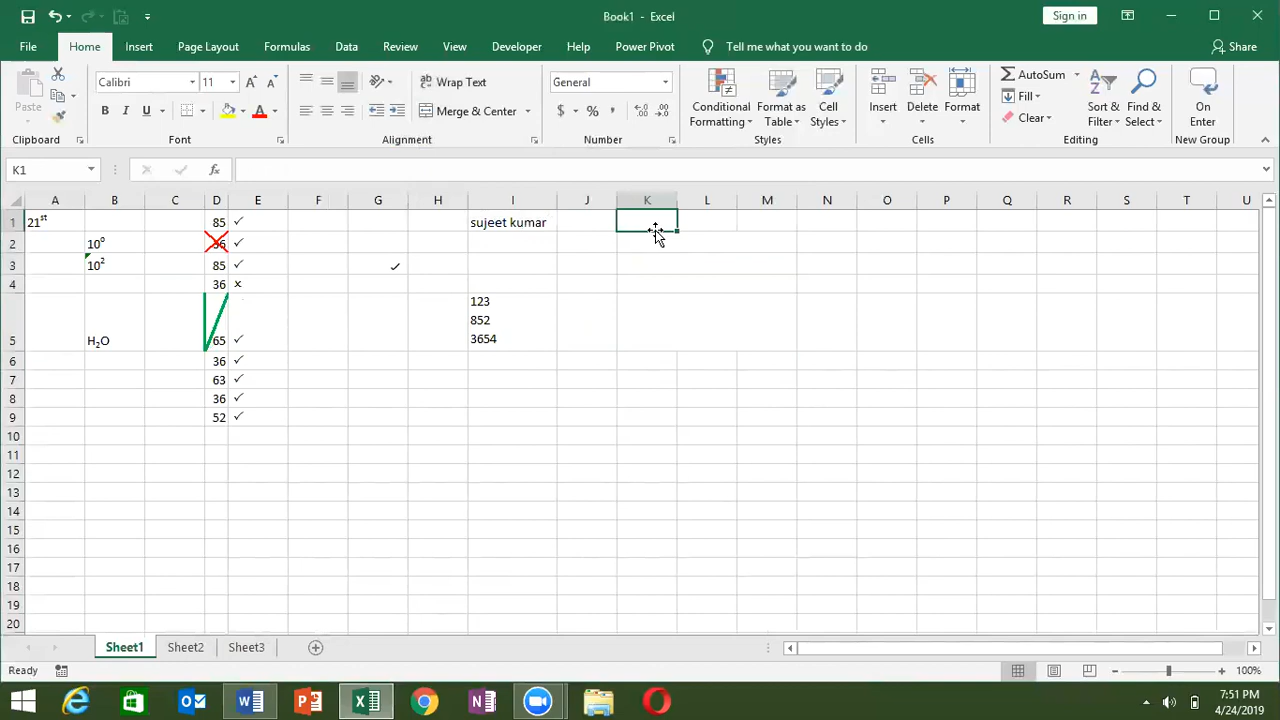 Book1 - Excel
Sign in
File Home Insert Page Layout Formulas Data Review View Developer Help Power Pivot Tell me what you want to do Share
Paste
Calibri 11
B I U
Wrap Text
Merge & Center
General
$ % ,
Conditional Formatting
Format as Table
Cell Styles
Insert
Delete
Format
AutoSum
Fill
Clear
Sort & Filter
Find & Select
On Enter
Clipboard Font Alignment Number Styles Cells Editing New Group
K1 fx
A B C D E F G H I J K L M N O P Q R S T U
1 21st 85 ✓ sujeet kumar
2 ✓
3 10² 85 ✓ ✓
4 36 ×
123
852
5 H₂O 65 ✓ 3654
6 36 ✓
7 63 ✓
8 36 ✓
9 52 ✓
10
11
12
13
14
15
16
17
18
19
20
Sheet1 Sheet2 Sheet3
Ready 100%
7:51 PM
4/24/2019